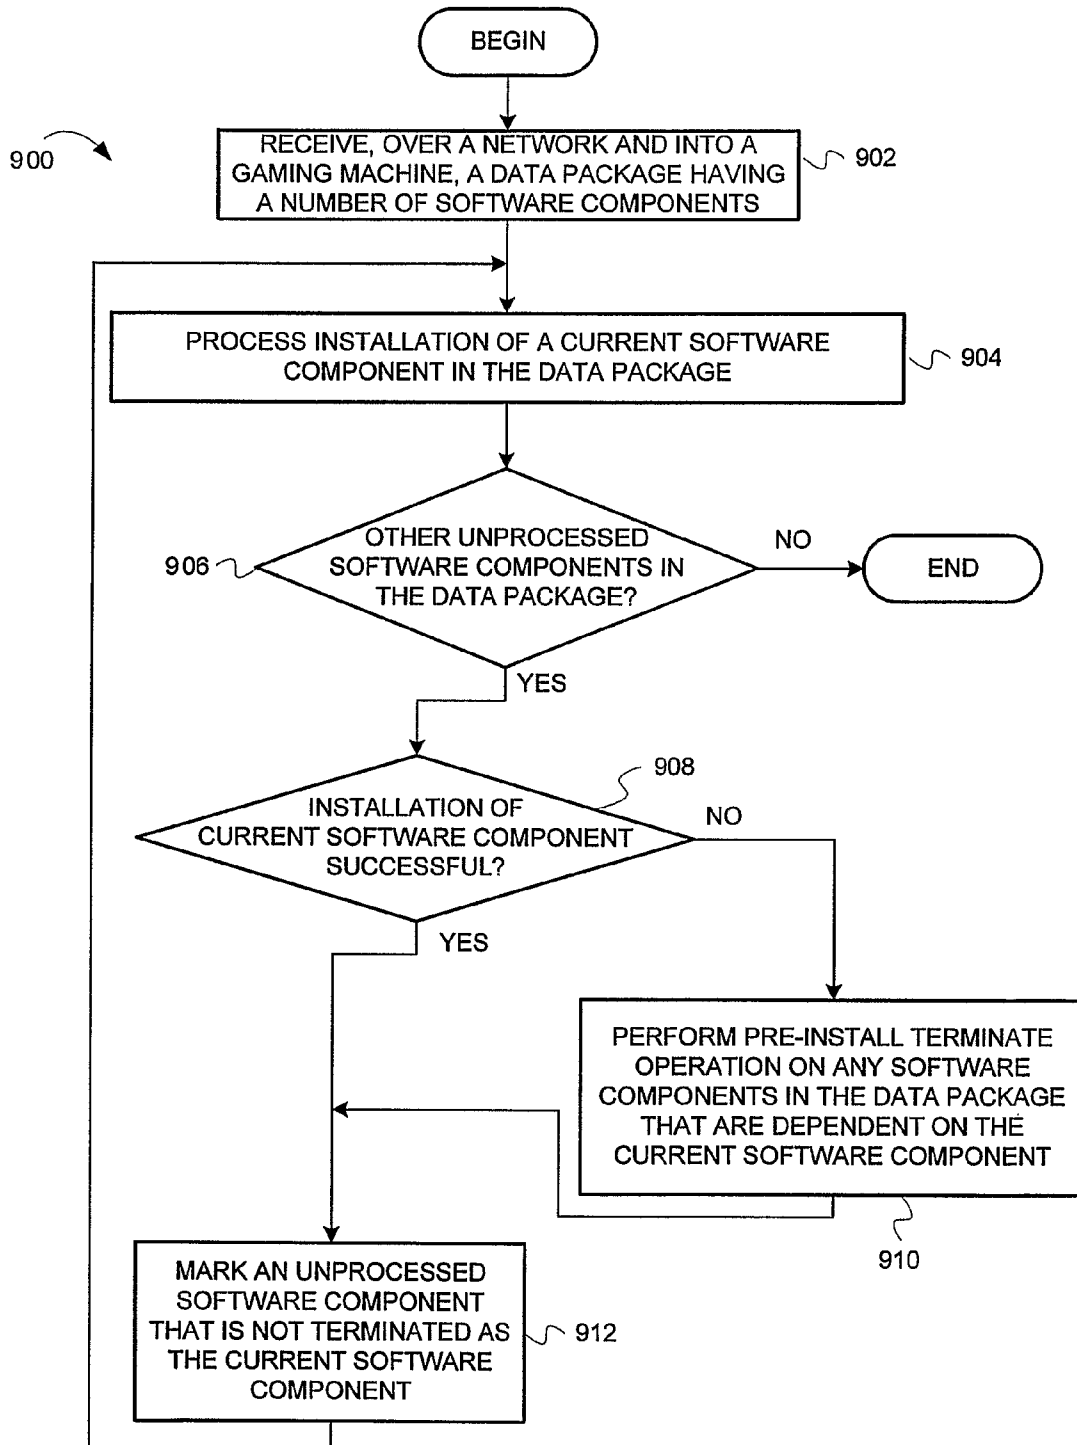 BEGIN
900
RECEIVE, OVER A NETWORK AND INTO A
GAMING MACHINE, A DATA PACKAGE HAVING
A NUMBER OF SOFTWARE COMPONENTS
902
PROCESS INSTALLATION OF A CURRENT SOFTWARE
COMPONENT IN THE DATA PACKAGE
904
OTHER UNPROCESSED
SOFTWARE COMPONENTS IN
THE DATA PACKAGE?
906
NO
END
YES
908
INSTALLATION OF
CURRENT SOFTWARE COMPONENT
SUCCESSFUL?
NO
YES
PERFORM PRE-INSTALL TERMINATE
OPERATION ON ANY SOFTWARE
COMPONENTS IN THE DATA PACKAGE
THAT ARE DEPENDENT ON THE
CURRENT SOFTWARE COMPONENT
910
MARK AN UNPROCESSED
SOFTWARE COMPONENT
THAT IS NOT TERMINATED AS
THE CURRENT SOFTWARE
COMPONENT
912